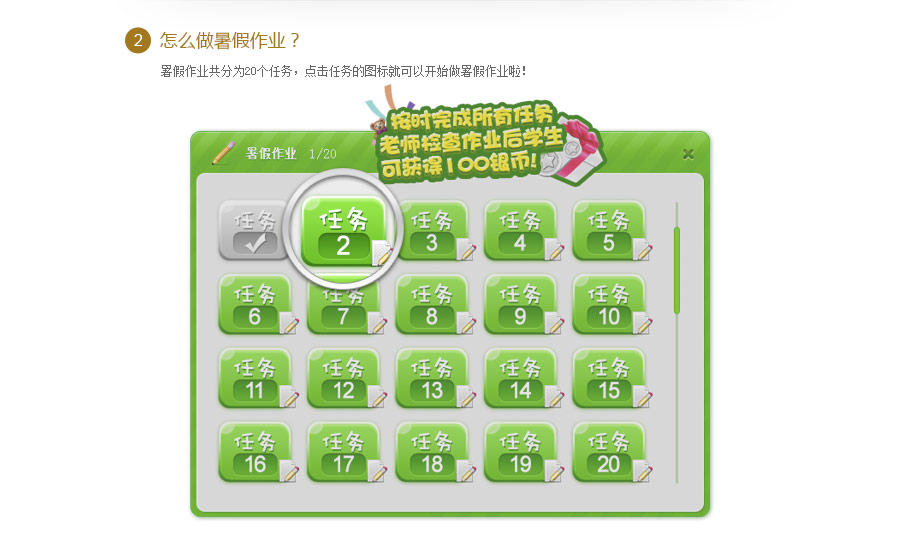 2 怎么做暑假作业？
暑假作业共分为20个任务，点击任务的图标就可以开始做暑假作业啦！
按时完成所有任务
老师检查作业后学生
可获得100银币！
暑假作业 1/20
任务 任务 任务 任务 任务
2 3 4 5
任务 任务 任务 任务 任务
6 7 8 9 10
任务 任务 任务 任务 任务
11 12 13 14 15
任务 任务 任务 任务 任务
16 17 18 19 20